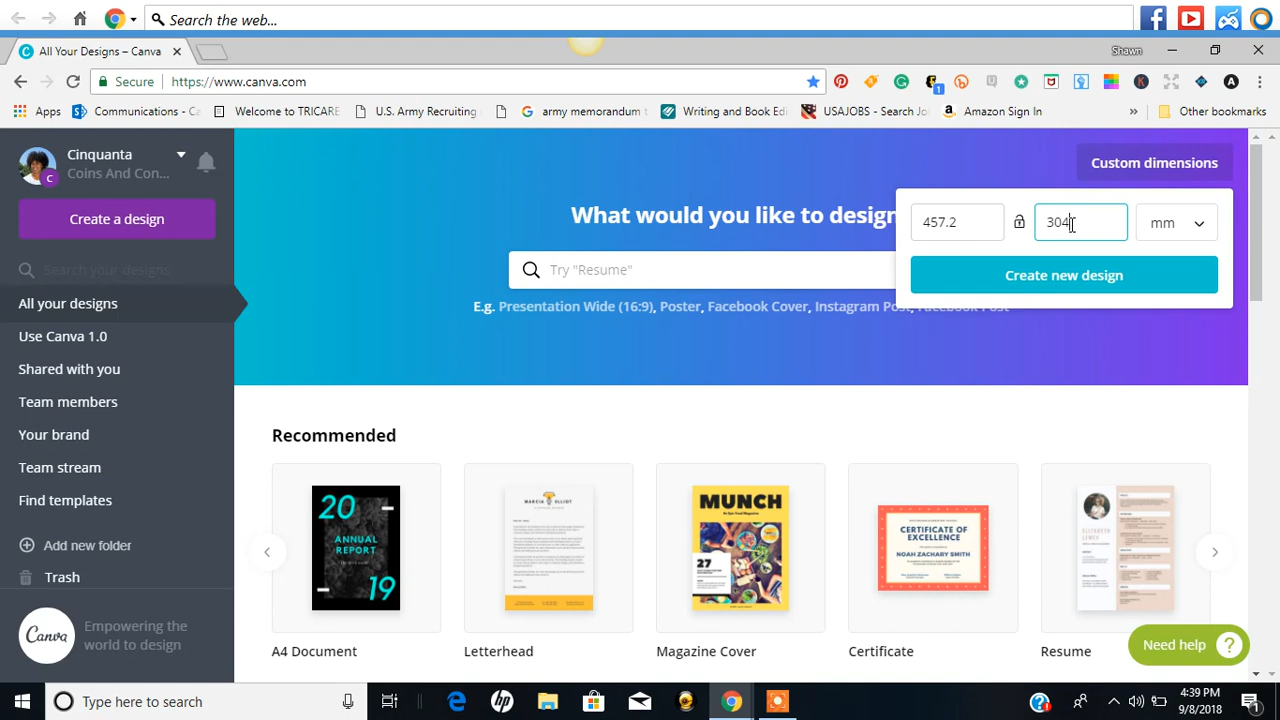 Search the web...
All Your Designs – Canva
Shawn
Secure
https://www.canva.com
1
Apps
Communications - Ca
Welcome to TRICARE
U.S. Army Recruiting
army memorandum t
Writing and Book Edi
USAJOBS - Search Jo
Amazon Sign In
Other bookmarks
Cinquanta
Coins And Con...
C
Create a design
Search your designs
All your designs
Use Canva 1.0
Shared with you
Team members
Your brand
Team stream
Find templates
Add new folder
Trash
Canva
Empowering the
world to design
Custom dimensions
457.2
304
mm
Create new design
What would you like to design
Try "Resume"
E.g. Presentation Wide (16:9), Poster, Facebook Cover, Instagram Post, Facebook Post
Recommended
20
ANNUAL
REPORT
19
MUNCH
27
CERTIFICATE OF
EXCELLENCE
NOAH ZACHARY SMITH
A4 Document
Letterhead
Magazine Cover
Certificate
Resume
Need help ?
Type here to search
4:39 PM
9/8/2018
1